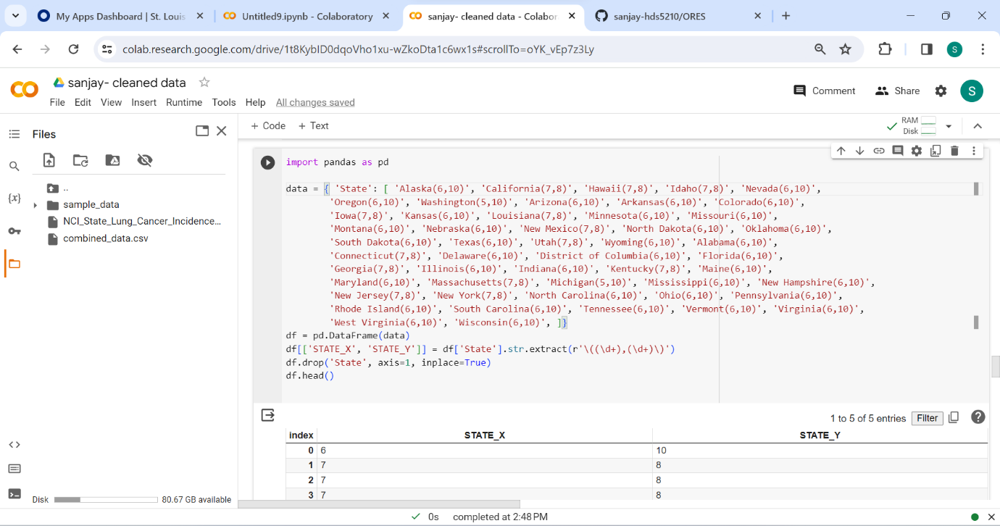 My Apps Dashboard | St. Louis
Untitled9.ipynb - Colaboratory
sanjay- cleaned data - Colabor
sanjay-hds5210/ORES
colab.research.google.com/drive/1t8KybID0dqoVho1xu-wZkoDta1c6wx1s#scrollTo=oYK_vEp7z3Ly
S
sanjay- cleaned data
File Edit View Insert Runtime Tools Help All changes saved
Comment
Share
S
Files
+ Code + Text
RAM
Disk
{x}
..
sample_data
NCI_State_Lung_Cancer_Incidence...
combined_data.csv
import pandas as pd
data = { 'State': [ 'Alaska(6,10)', 'California(7,8)', 'Hawaii(7,8)', 'Idaho(7,8)', 'Nevada(6,10)',
'Oregon(6,10)', 'Washington(5,10)', 'Arizona(6,10)', 'Arkansas(6,10)', 'Colorado(6,10)',
'Iowa(7,8)', 'Kansas(6,10)', 'Louisiana(7,8)', 'Minnesota(6,10)', 'Missouri(6,10)',
'Montana(6,10)', 'Nebraska(6,10)', 'New Mexico(7,8)', 'North Dakota(6,10)', 'Oklahoma(6,10)',
'South Dakota(6,10)', 'Texas(6,10)', 'Utah(7,8)', 'Wyoming(6,10)', 'Alabama(6,10)',
'Connecticut(7,8)', 'Delaware(6,10)', 'District of Columbia(6,10)', 'Florida(6,10)',
'Georgia(7,8)', 'Illinois(6,10)', 'Indiana(6,10)', 'Kentucky(7,8)', 'Maine(6,10)',
'Maryland(6,10)', 'Massachusetts(7,8)', 'Michigan(5,10)', 'Mississippi(6,10)', 'New Hampshire(6,10)',
'New Jersey(7,8)', 'New York(7,8)', 'North Carolina(6,10)', 'Ohio(6,10)', 'Pennsylvania(6,10)',
'Rhode Island(6,10)', 'South Carolina(6,10)', 'Tennessee(6,10)', 'Vermont(6,10)', 'Virginia(6,10)',
'West Virginia(6,10)', 'Wisconsin(6,10)', ]}
df = pd.DataFrame(data)
df[['STATE_X', 'STATE_Y']] = df['State'].str.extract(r'\((\d+),(\d+)\)')
df.drop('State', axis=1, inplace=True)
df.head()
1 to 5 of 5 entries Filter
index STATE_X STATE_Y
0 6 10
1 7 8
2 7 8
3 7 8
Disk 80.67 GB available
0s completed at 2:48 PM